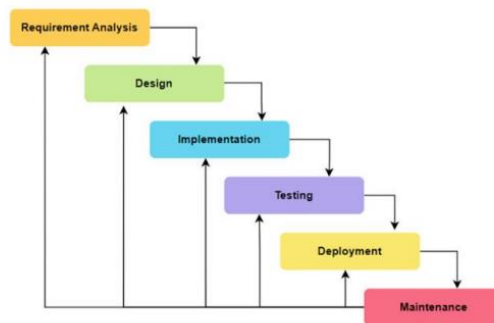 Requirement Analysis
Design
Implementation
Testing
Deployment
Maintenance